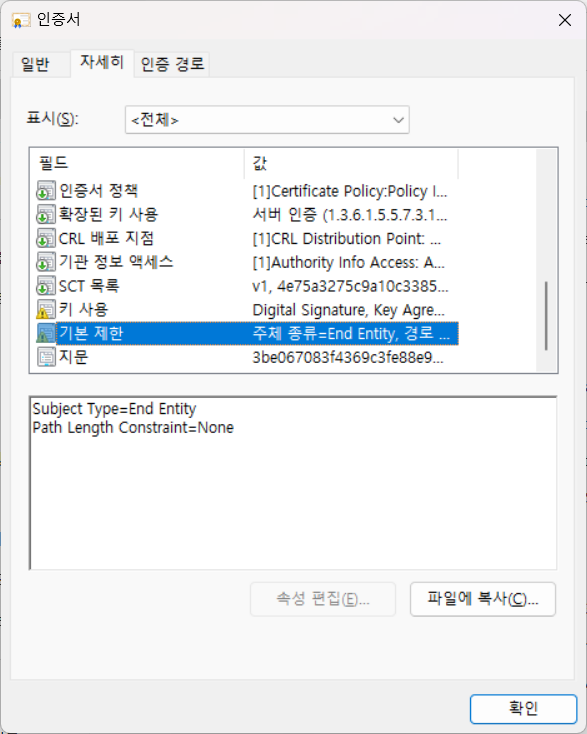 인증서
일반 자세히 인증 경로
표시(S): <전체>
필드 값
인증서 정책 [1]Certificate Policy:Policy I...
확장된 키 사용 서버 인증 (1.3.6.1.5.5.7.3.1...
CRL 배포 지점 [1]CRL Distribution Point: ...
기관 정보 액세스 [1]Authority Info Access: A...
SCT 목록 v1, 4e75a3275c9a10c3385...
키 사용 Digital Signature, Key Agre...
기본 제한 주체 종류=End Entity, 경로 ...
지문 3be067083f4369c3fe88e9...
Subject Type=End Entity
Path Length Constraint=None
속성 편집(E)... 파일에 복사(C)...
확인